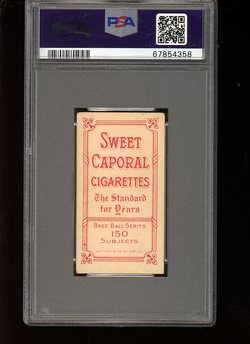 PSA
67854358
SWEET
CAPORAL
CIGARETTES
The Standard
for Years
BASE BALL SERIES
150
SUBJECTS